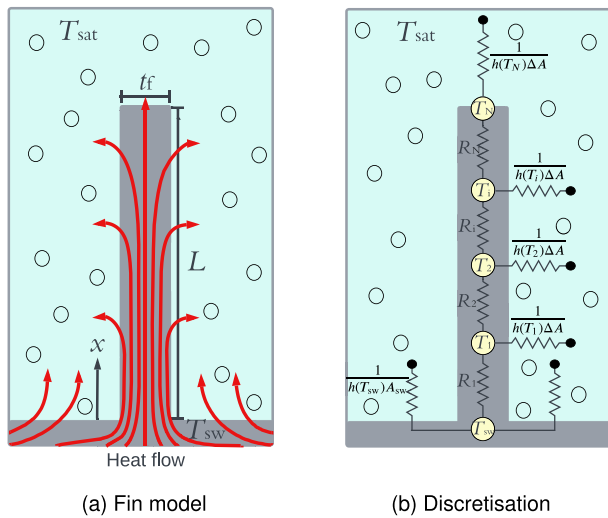 T_sat
t_f
L
x
T_sw
Heat flow
(a) Fin model
T_sat
1/h(T_N)ΔA
T_N
R_N
T_i
1/h(T_i)ΔA
R_i
T_2
1/h(T_2)ΔA
R_2
T_1
1/h(T_1)ΔA
1/h(T_sw)A_sw
R_1
T_sw
(b) Discretisation